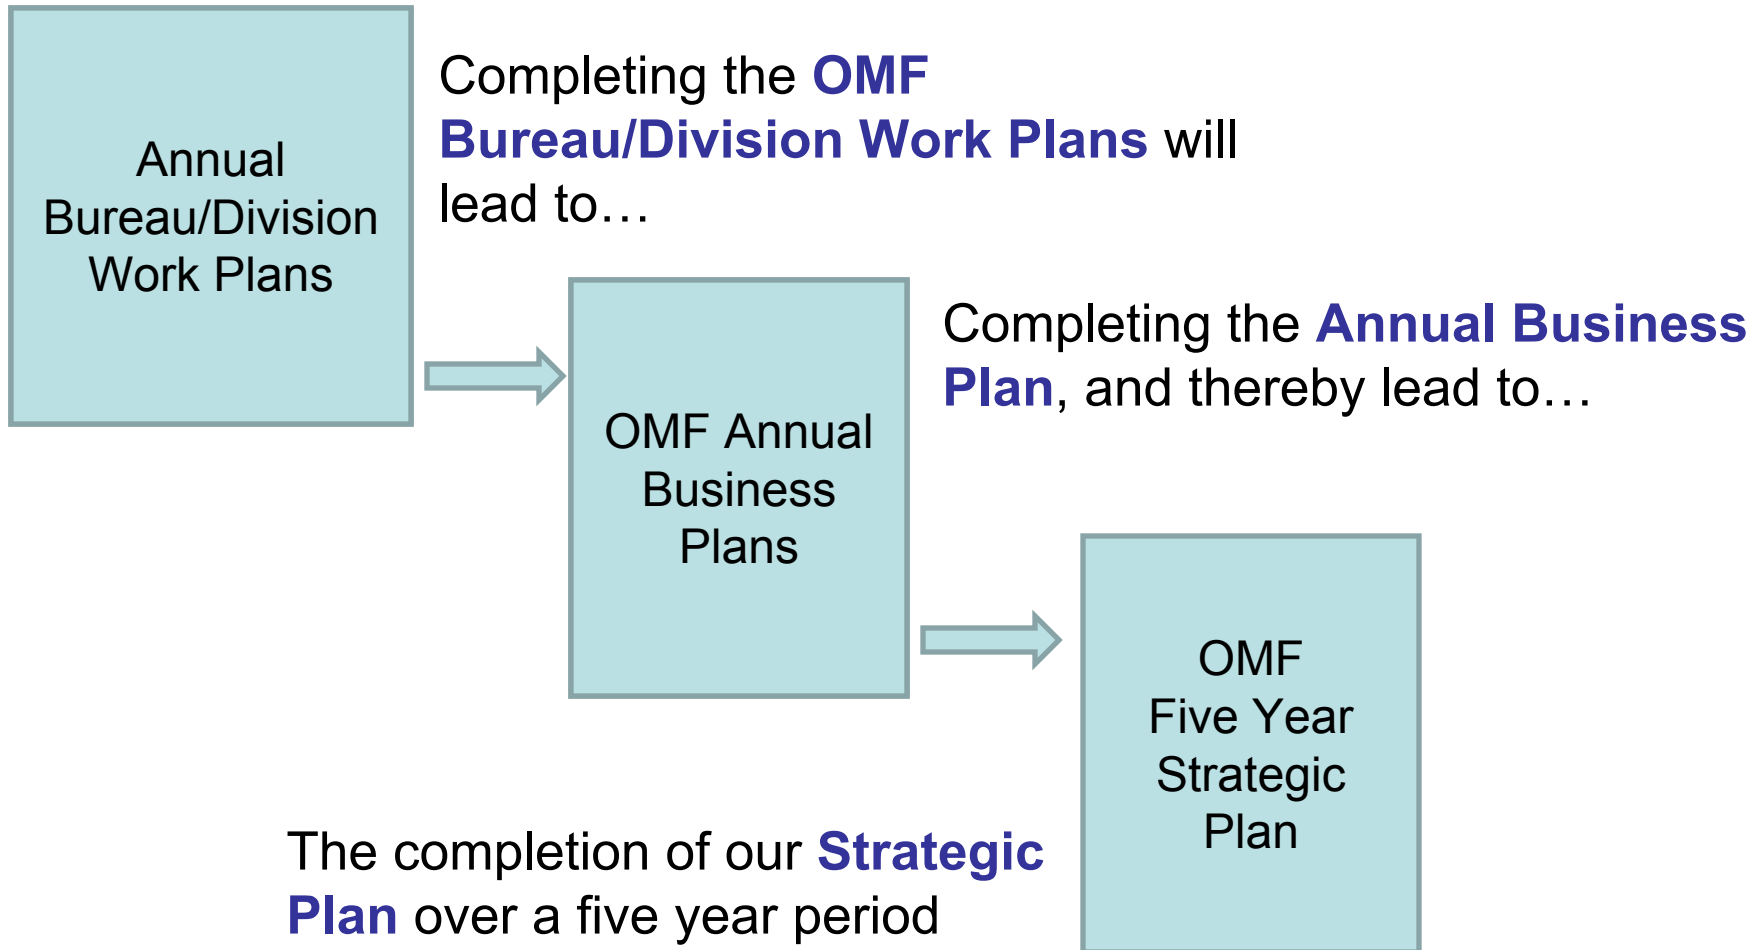 Annual
Bureau/Division
Work Plans
Completing the OMF
Bureau/Division Work Plans will
lead to…
OMF Annual
Business
Plans
Completing the Annual Business
Plan, and thereby lead to…
OMF
Five Year
Strategic
Plan
The completion of our Strategic
Plan over a five year period